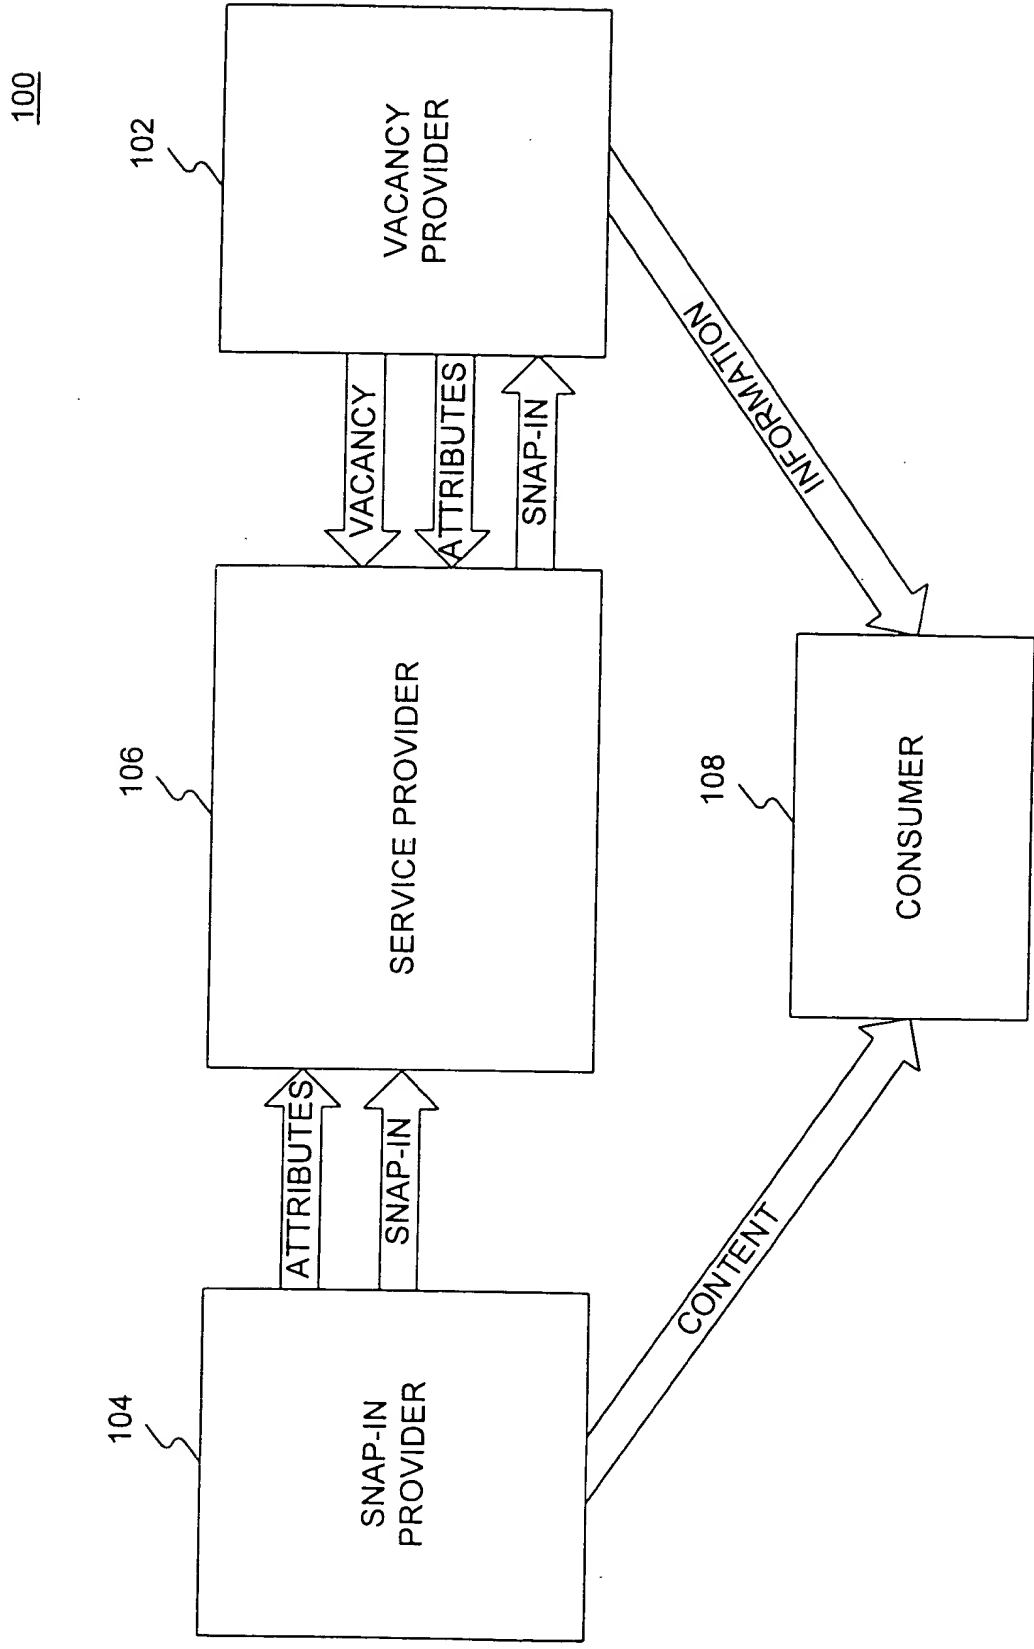 100
104
SNAP-IN
PROVIDER
ATTRIBUTES
SNAP-IN
106
SERVICE PROVIDER
VACANCY
ATTRIBUTES
SNAP-IN
102
VACANCY
PROVIDER
CONTENT
INFORMATION
108
CONSUMER